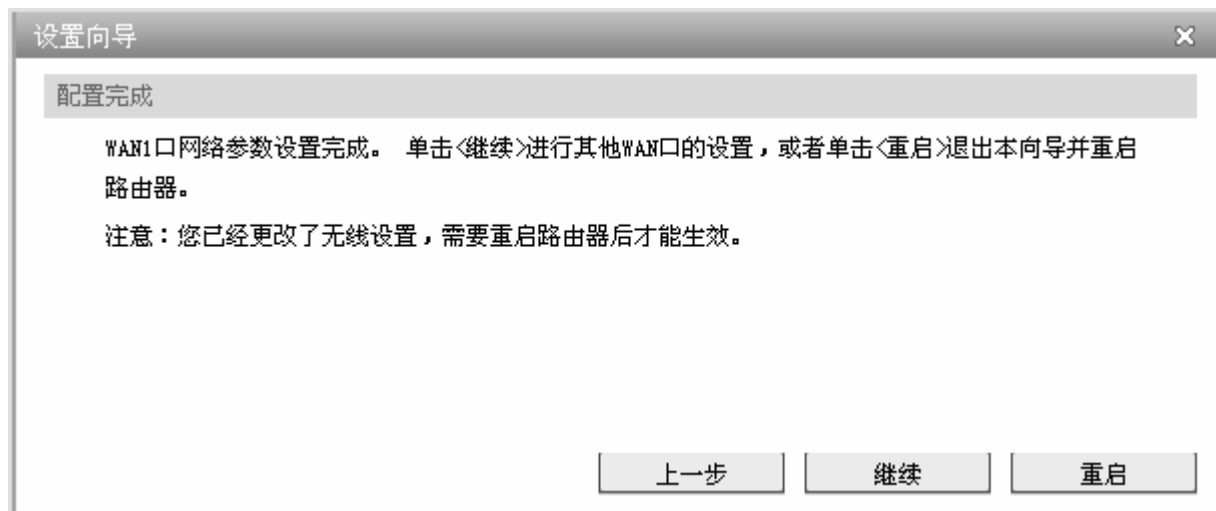 设置向导
配置完成
WAN1口网络参数设置完成。 单击<继续>进行其他WAN口的设置，或者单击<重启>退出本向导并重启
路由器。
注意：您已经更改了无线设置，需要重启路由器后才能生效。
上一步 继续 重启